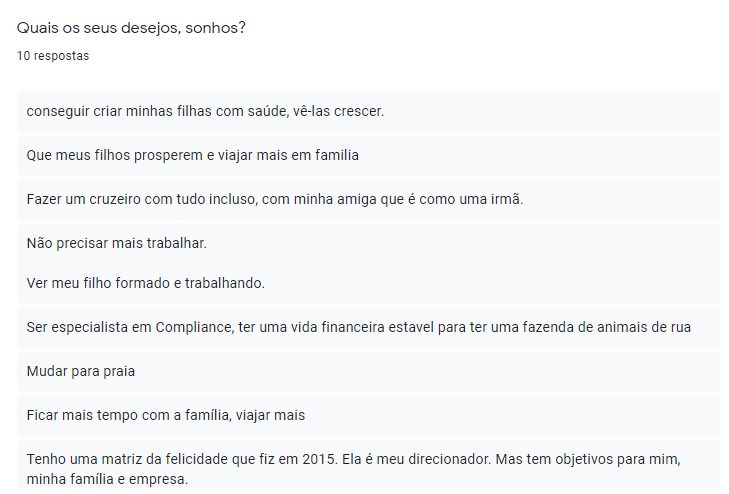 Quais os seus desejos, sonhos?
10 respostas
conseguir criar minhas filhas com saúde, vê-las crescer.
Que meus filhos prosperem e viajar mais em familia
Fazer um cruzeiro com tudo incluso, com minha amiga que é como uma irmã.
Não precisar mais trabalhar.
Ver meu filho formado e trabalhando.
Ser especialista em Compliance, ter uma vida financeira estavel para ter uma fazenda de animais de rua
Mudar para praia
Ficar mais tempo com a família, viajar mais
Tenho uma matriz da felicidade que fiz em 2015. Ela é meu direcionador. Mas tem objetivos para mim,
minha família e empresa.